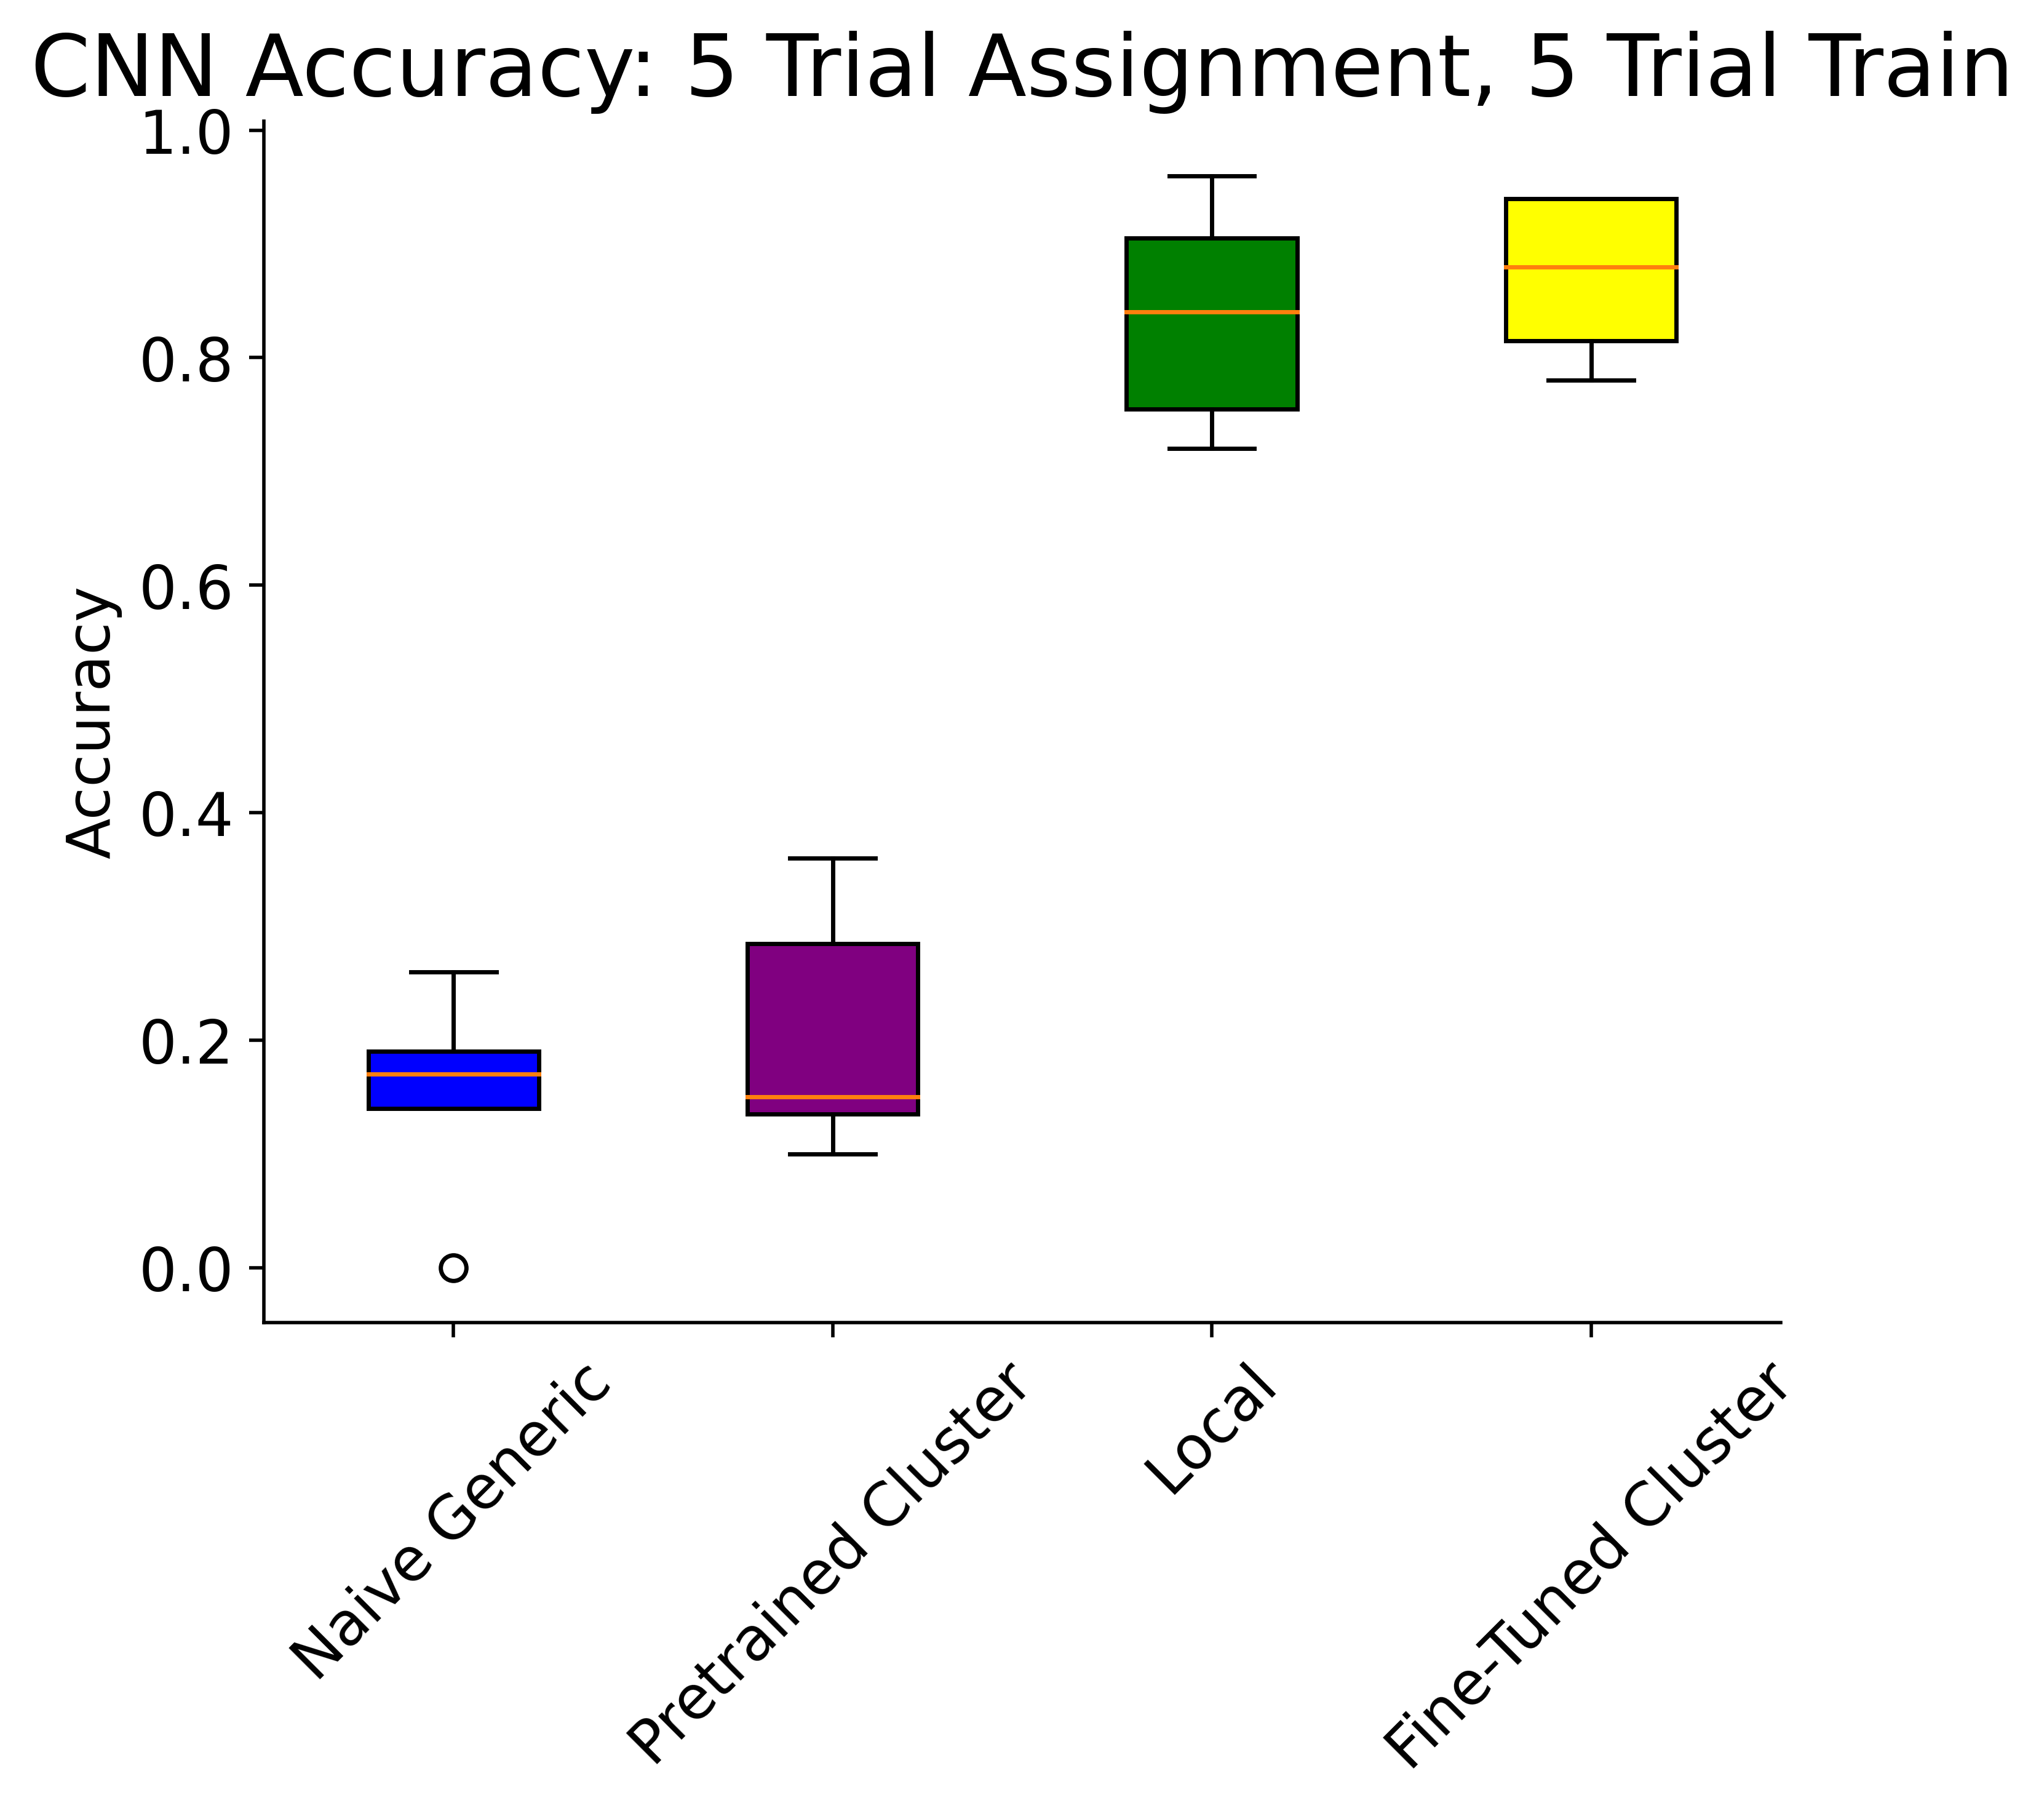 CNN Accuracy: 5 Trial Assignment, 5 Trial Train
1.0
0.8
0.6
0.4
0.2
0.0
Accuracy
Naive Generic
Pretrained Cluster
Local
Fine-Tuned Cluster